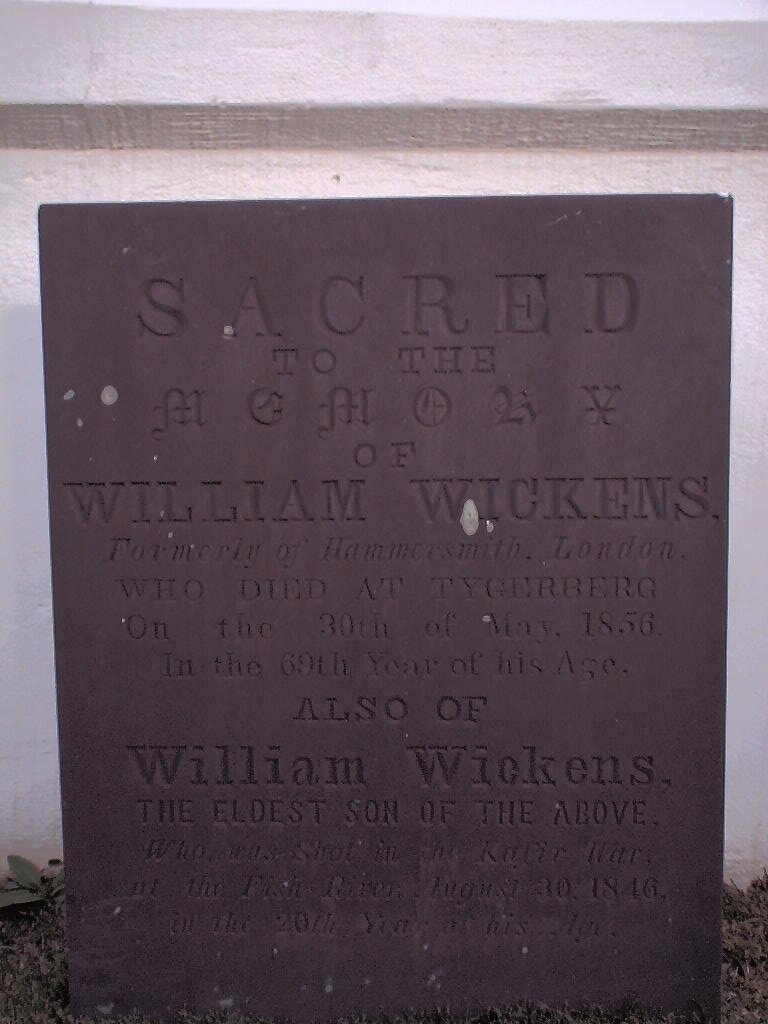 SACRED
TO THE
MEMORY
OF
WILLIAM WICKENS,
Formerly of Hammersmith, London,
WHO DIED AT TYGERBERG
On the 30th of May, 1856.
In the 69th Year of his Age.
ALSO OF
William Wickens,
THE ELDEST SON OF THE ABOVE,
Who was Shot in the Kafir War,
at the Fish River, August 30, 1846,
in the 29th Year of his Age.